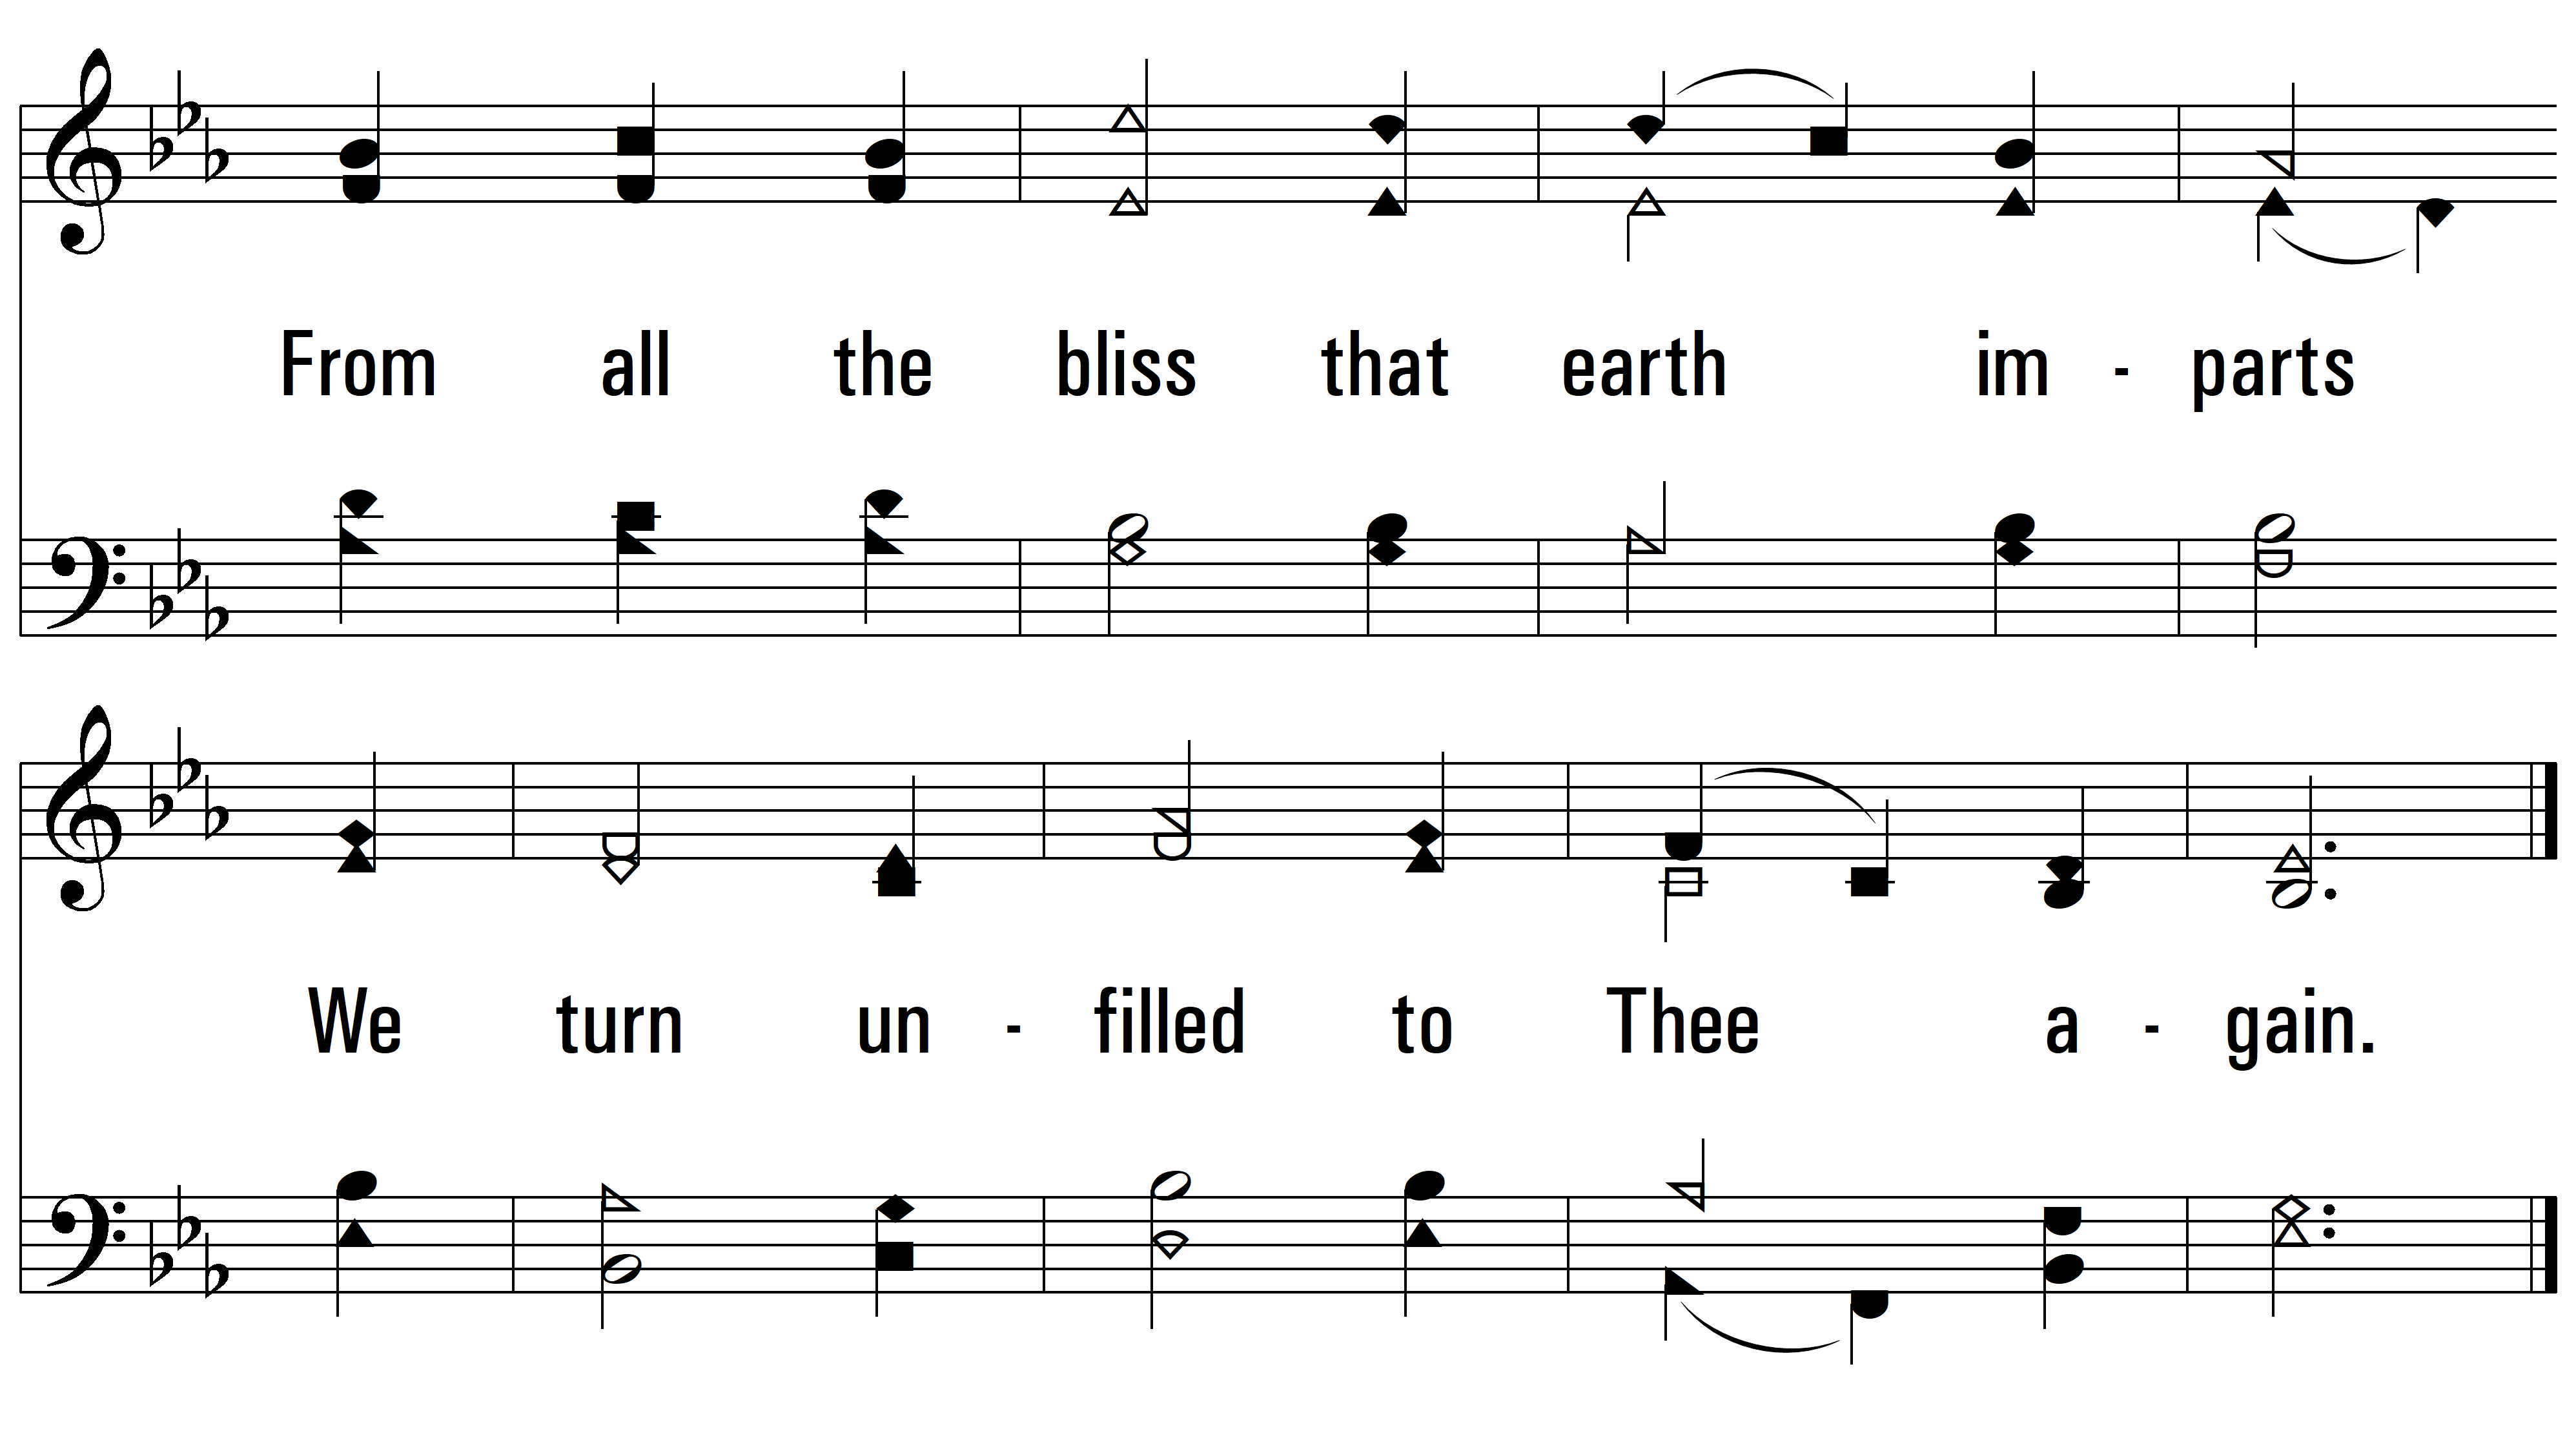 From all the bliss that earth im - parts
We turn un - filled to Thee a - gain.